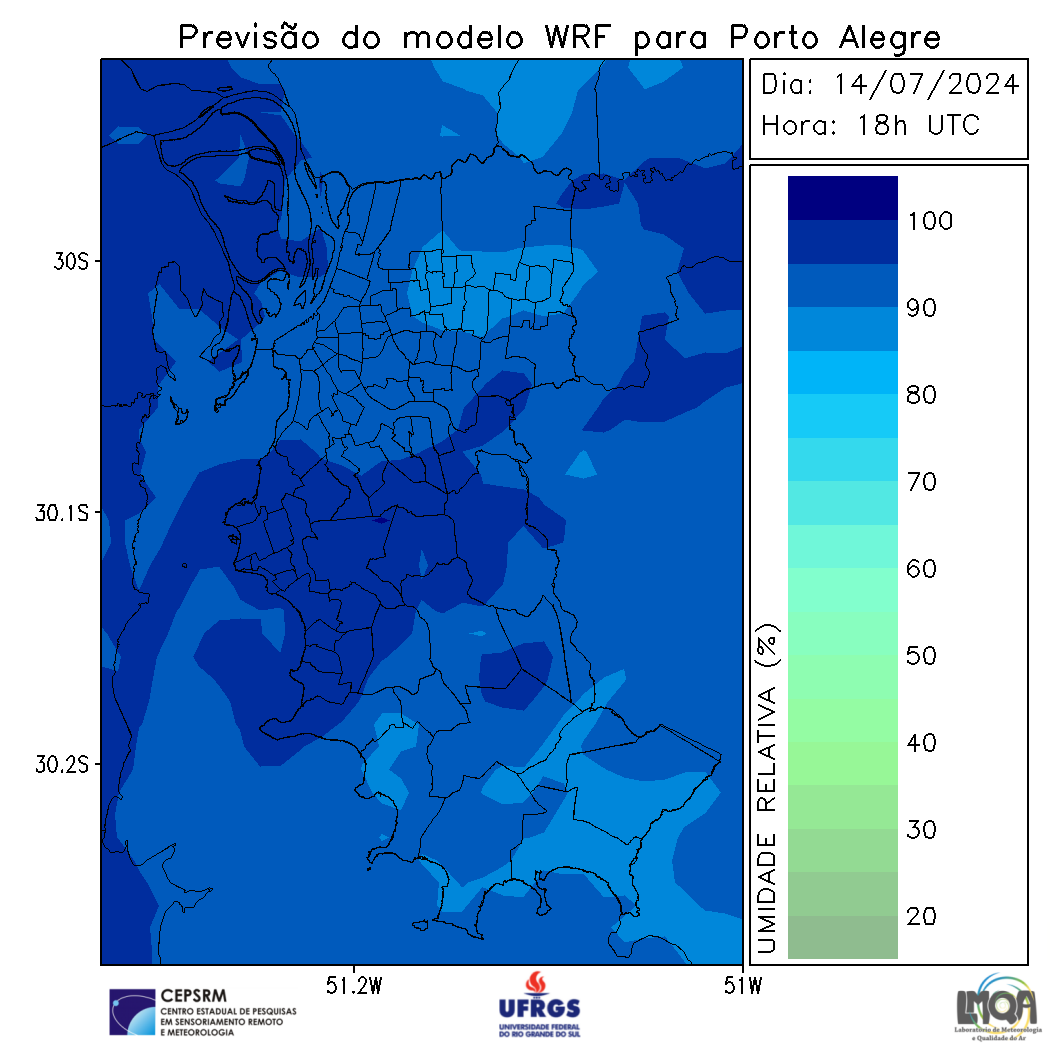 Previsão do modelo WRF para Porto Alegre
Dia: 14/07/2024
Hora: 18h UTC
30S
30.1S
30.2S
51.2W
51W
100
90
80
70
60
50
40
30
20
UMIDADE RELATIVA (%)
CEPSRM
CENTRO ESTADUAL DE PESQUISAS
EM SENSORIAMENTO REMOTO
E METEOROLOGIA
UFRGS
UNIVERSIDADE FEDERAL
DO RIO GRANDE DO SUL
LMQA
Laboratório de Meteorologia
e Qualidade do Ar